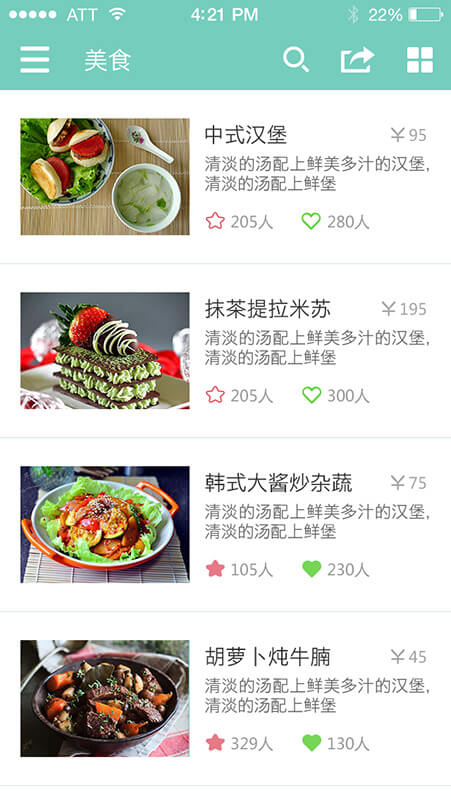 ATT 4:21 PM 22%
美食
中式汉堡 ￥95
清淡的汤配上鲜美多汁的汉堡,
清淡的汤配上鲜堡
205人 280人
抹茶提拉米苏 ￥195
清淡的汤配上鲜美多汁的汉堡,
清淡的汤配上鲜堡
205人 300人
韩式大酱炒杂蔬 ￥75
清淡的汤配上鲜美多汁的汉堡,
清淡的汤配上鲜堡
105人 230人
胡萝卜炖牛腩 ￥45
清淡的汤配上鲜美多汁的汉堡,
清淡的汤配上鲜堡
329人 130人